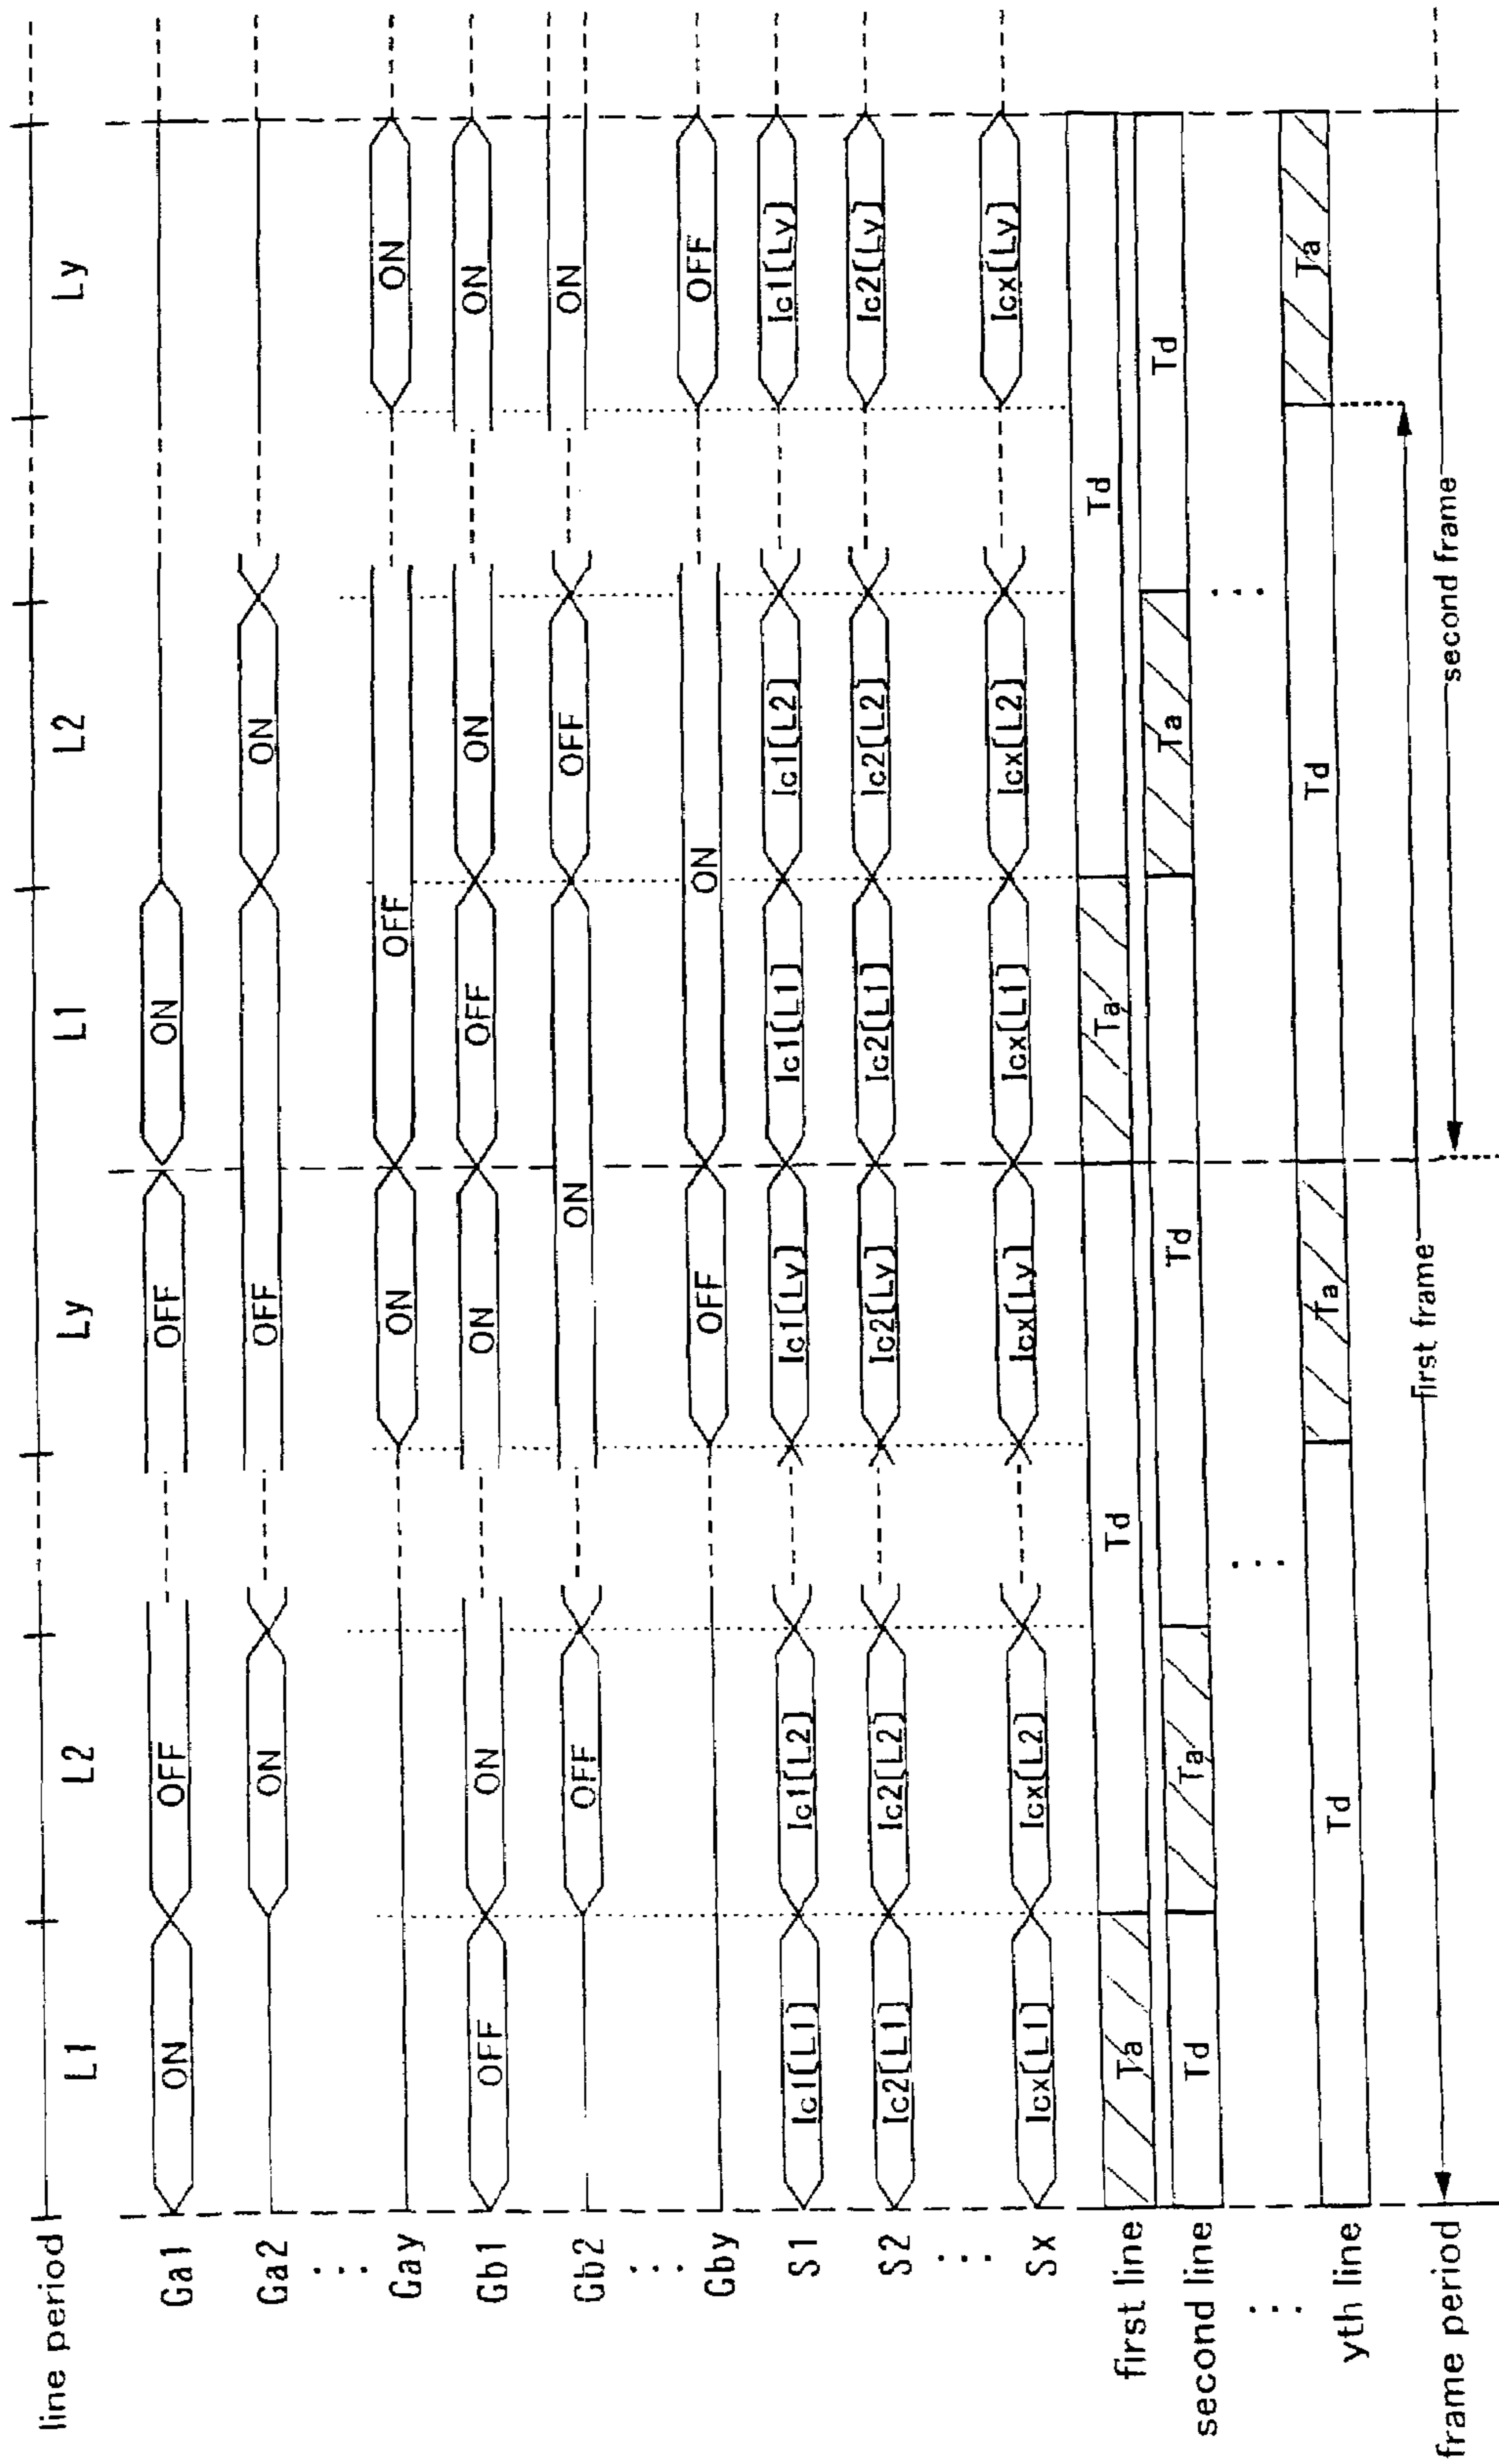 line period L1 L2 Ly L1 L2 Ly
Ga1 ON OFF OFF ON
Ga2 ON OFF ON
⋮
Gay ON OFF ON
Gb1 OFF ON ON OFF ON ON
Gb2 OFF ON OFF ON
⋮
Gby OFF ON OFF
S1 Ic1[L1] Ic1[L2] Ic1[Ly] Ic1[L1] Ic1[L2] Ic1[Ly]
S2 Ic2[L1] Ic2[L2] Ic2[Ly] Ic2[L1] Ic2[L2] Ic2[Ly]
⋮
Sx Icx[L1] Icx[L2] Icx[Ly] Icx[L1] Icx[L2] Icx[Ly]
first line Ta Td Ta Td
second line Td Ta Td Ta Td
⋮
yth line Td Ta Td Ta
frame period first frame second frame